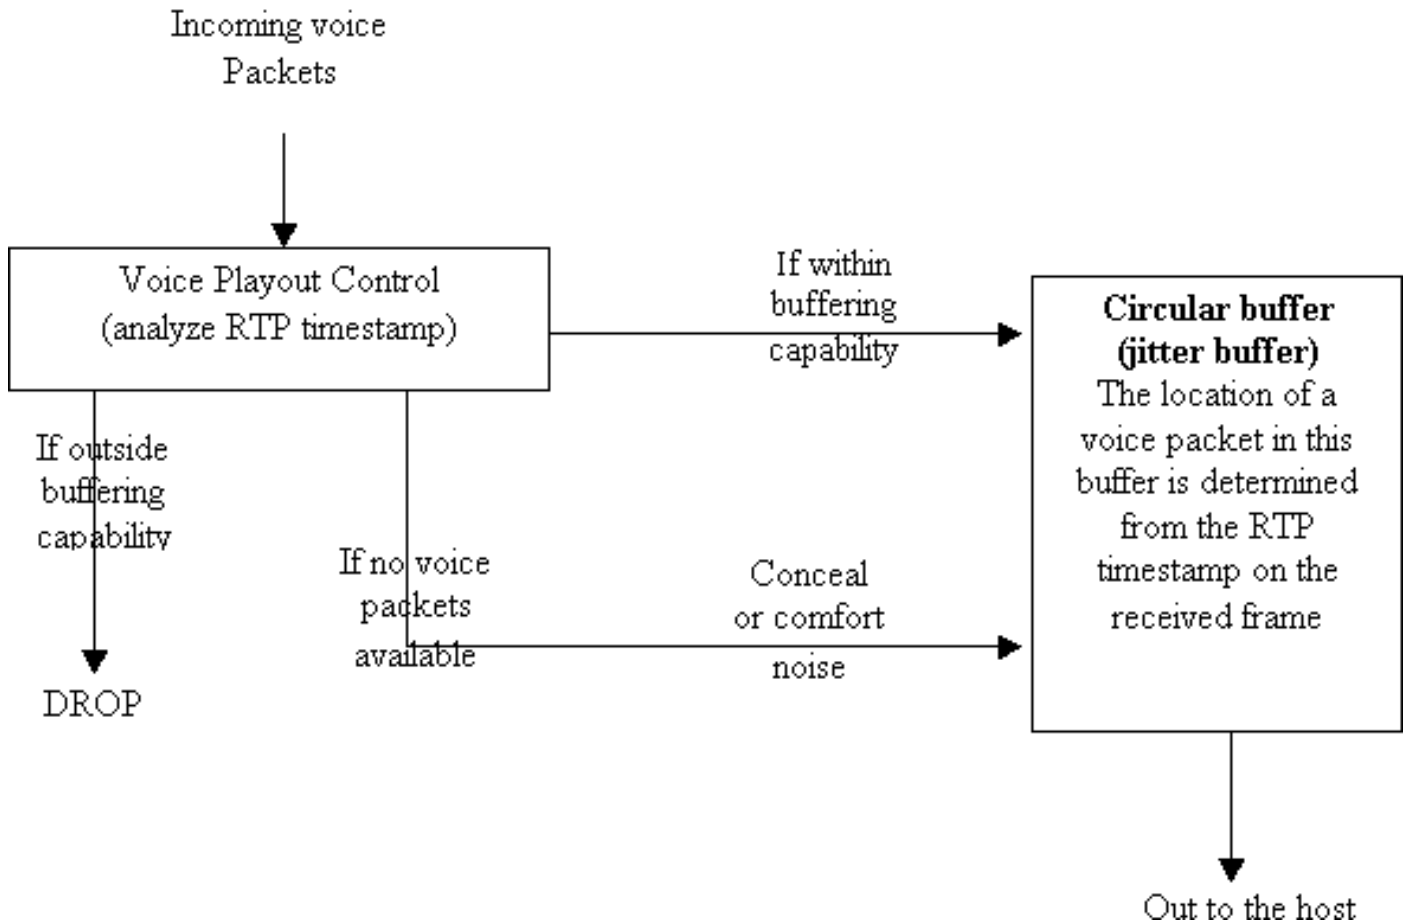 Incoming voice
Packets
Voice Playout Control
(analyze RTP timestamp)
If within
buffering
capability
Circular buffer
(jitter buffer)
The location of a
voice packet in this
buffer is determined
from the RTP
timestamp on the
received frame
If outside
buffering
capability
If no voice
packets
available
Conceal
or comfort
noise
DROP
Out to the host